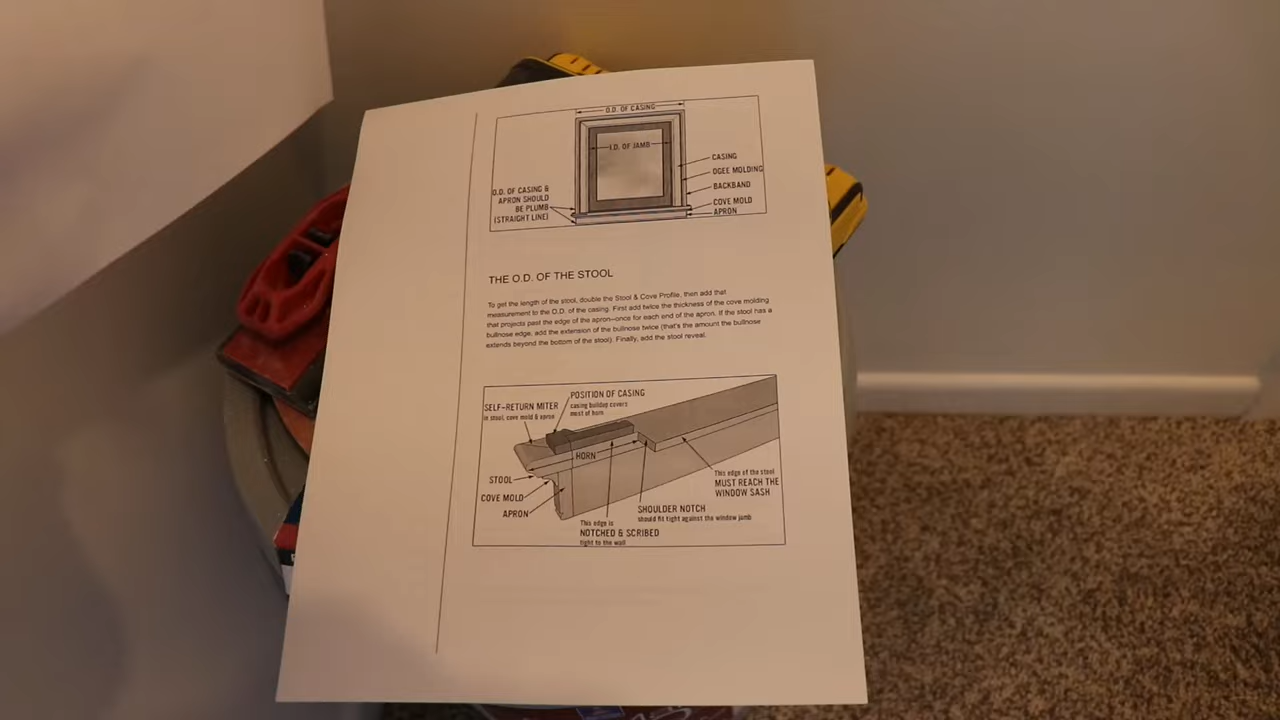 O.D. OF CASING
I.D. OF JAMB
CASING
OGEE MOLDING
BACKBAND
COVE MOLD
APRON
O.D. OF CASING &
APRON SHOULD
BE PLUMB
(STRAIGHT LINE)
THE O.D. OF THE STOOL
To get the length of the stool, double the Stool & Cove Profile, then add that
measurement to the O.D. of the casing. First add twice the thickness of the cove molding
that projects past the edge of the apron–once for each end of the apron. If the stool has a
bullnose edge, add the extension of the bullnose twice (that's the amount the bullnose
extends beyond the bottom of the stool). Finally, add the stool reveal.
POSITION OF CASING
casing buildup covers
most of horn
SELF-RETURN MITER
in stool, cove mold & apron
HORN
STOOL
COVE MOLD
APRON
This edge is
NOTCHED & SCRIBED
tight to the wall
SHOULDER NOTCH
should fit tight against the window jamb
This edge of the stool
MUST REACH THE
WINDOW SASH